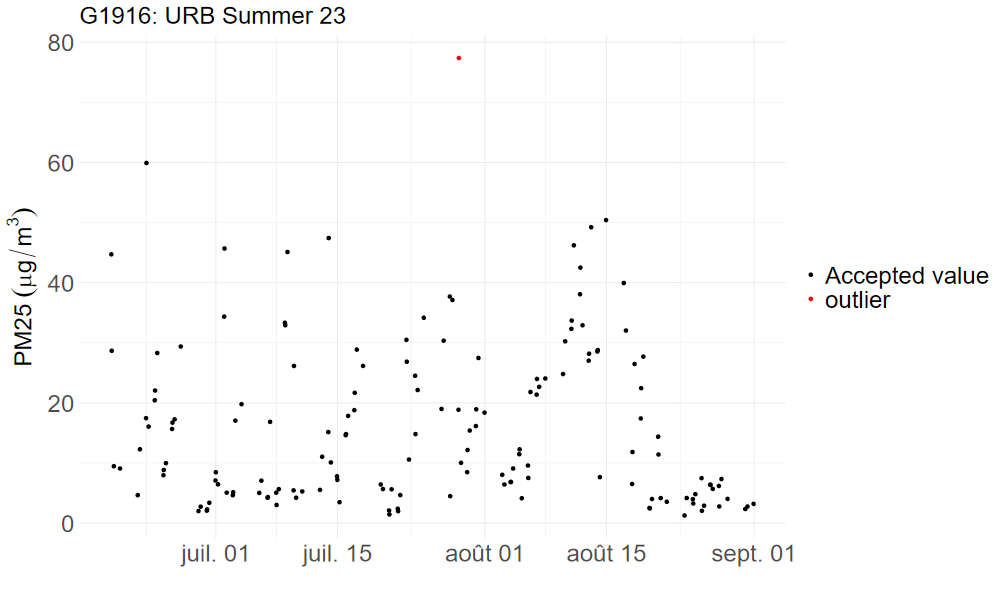 G1916: URB Summer 23
80
60
40
20
0
PM25 (μg/m³)
juil. 01
juil. 15
août 01
août 15
sept. 01
Accepted value
outlier